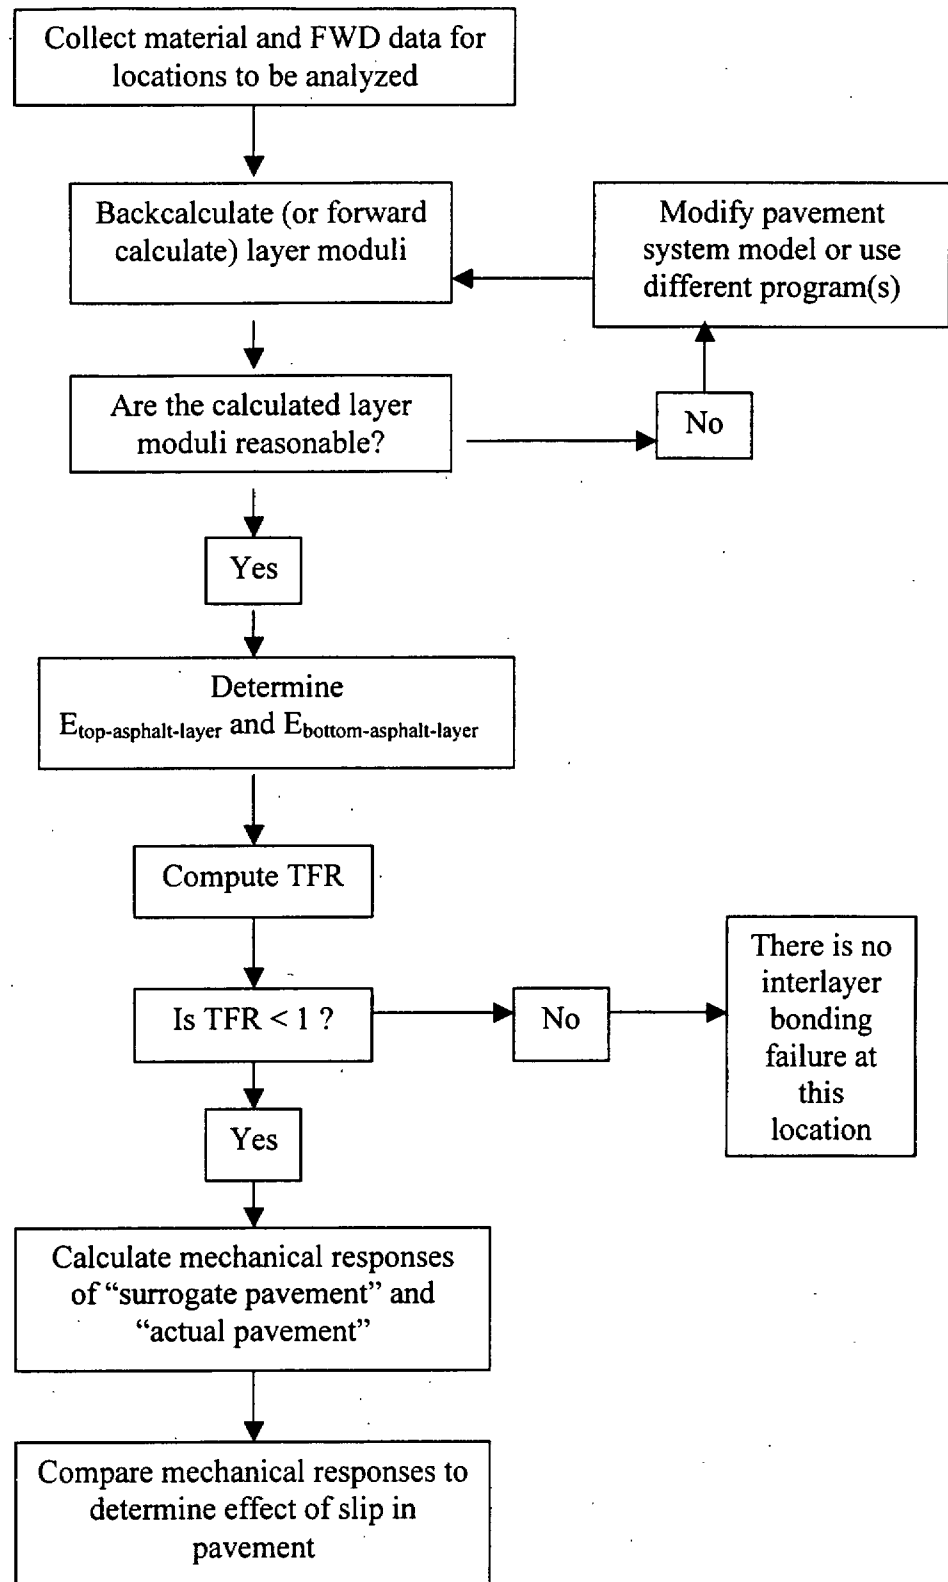 Collect material and FWD data for
locations to be analyzed
Backcalculate (or forward
calculate) layer moduli
Modify pavement
system model or use
different program(s)
Are the calculated layer
moduli reasonable?
No
Yes
Determine
Etop-asphalt-layer and Ebottom-asphalt-layer
Compute TFR
Is TFR < 1 ?
No
There is no
interlayer
bonding
failure at
this
location
Yes
Calculate mechanical responses
of “surrogate pavement” and
“actual pavement”
Compare mechanical responses to
determine effect of slip in
pavement